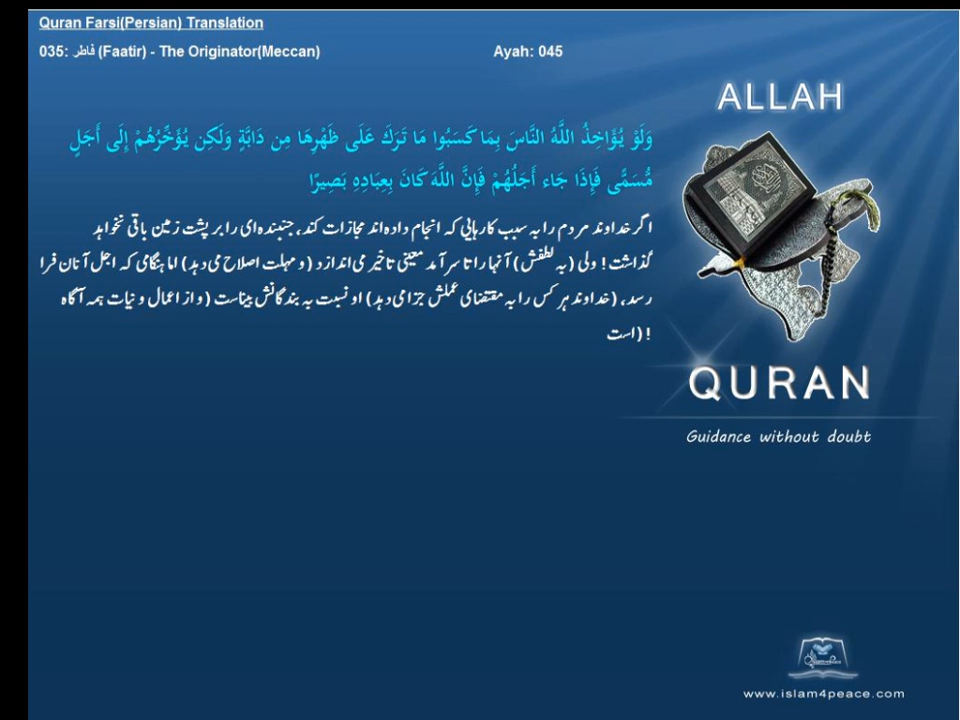 Quran Farsi(Persian) Translation
035: فاطر (Faatir) - The Originator(Meccan) Ayah: 045
ALLAH
وَلَوْ يُؤَاخِذُ اللَّهُ النَّاسَ بِمَا كَسَبُوا مَا تَرَكَ عَلَى ظَهْرِهَا مِن دَابَّةٍ وَلَكِن يُؤَخِّرُهُمْ إِلَى أَجَلٍ
مُّسَمًّى فَإِذَا جَاء أَجَلُهُمْ فَإِنَّ اللَّهَ كَانَ بِعِبَادِهِ بَصِيرًا
اگر خداوند مردم را به سبب کارهایی که انجام داده‌اند مجازات کند، جنبنده‌ای را بر پشت زمین باقی نخواهد
گذاشت! ولی (به لطفش) آنها را تا سرآمد معینی تاخیر می‌اندازد (و مهلت اصلاح می‌دهد) اما هنگامی که اجل آنان فرا
رسد، (خداوند هر کس را به مقتضای عملش جزا می‌دهد) او نسبت به بندگانش بیناست (و از اعمال و نیات همه آگاه
! (است
QURAN
Guidance without doubt
www.islam4peace.com